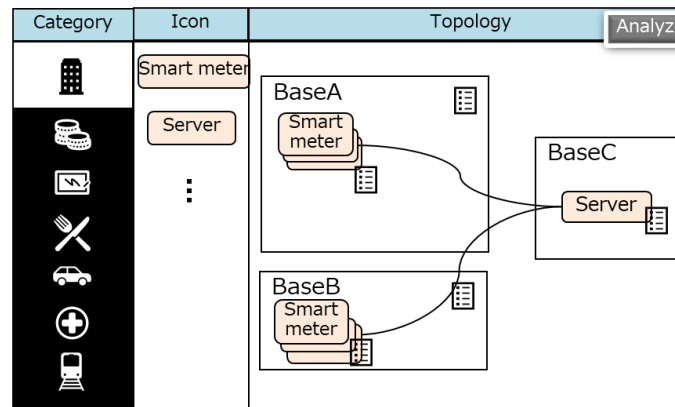 Category
Icon
Topology
Analyz
Smart meter
Server
⋮
BaseA
Smart
meter
BaseC
Server
BaseB
Smart
meter